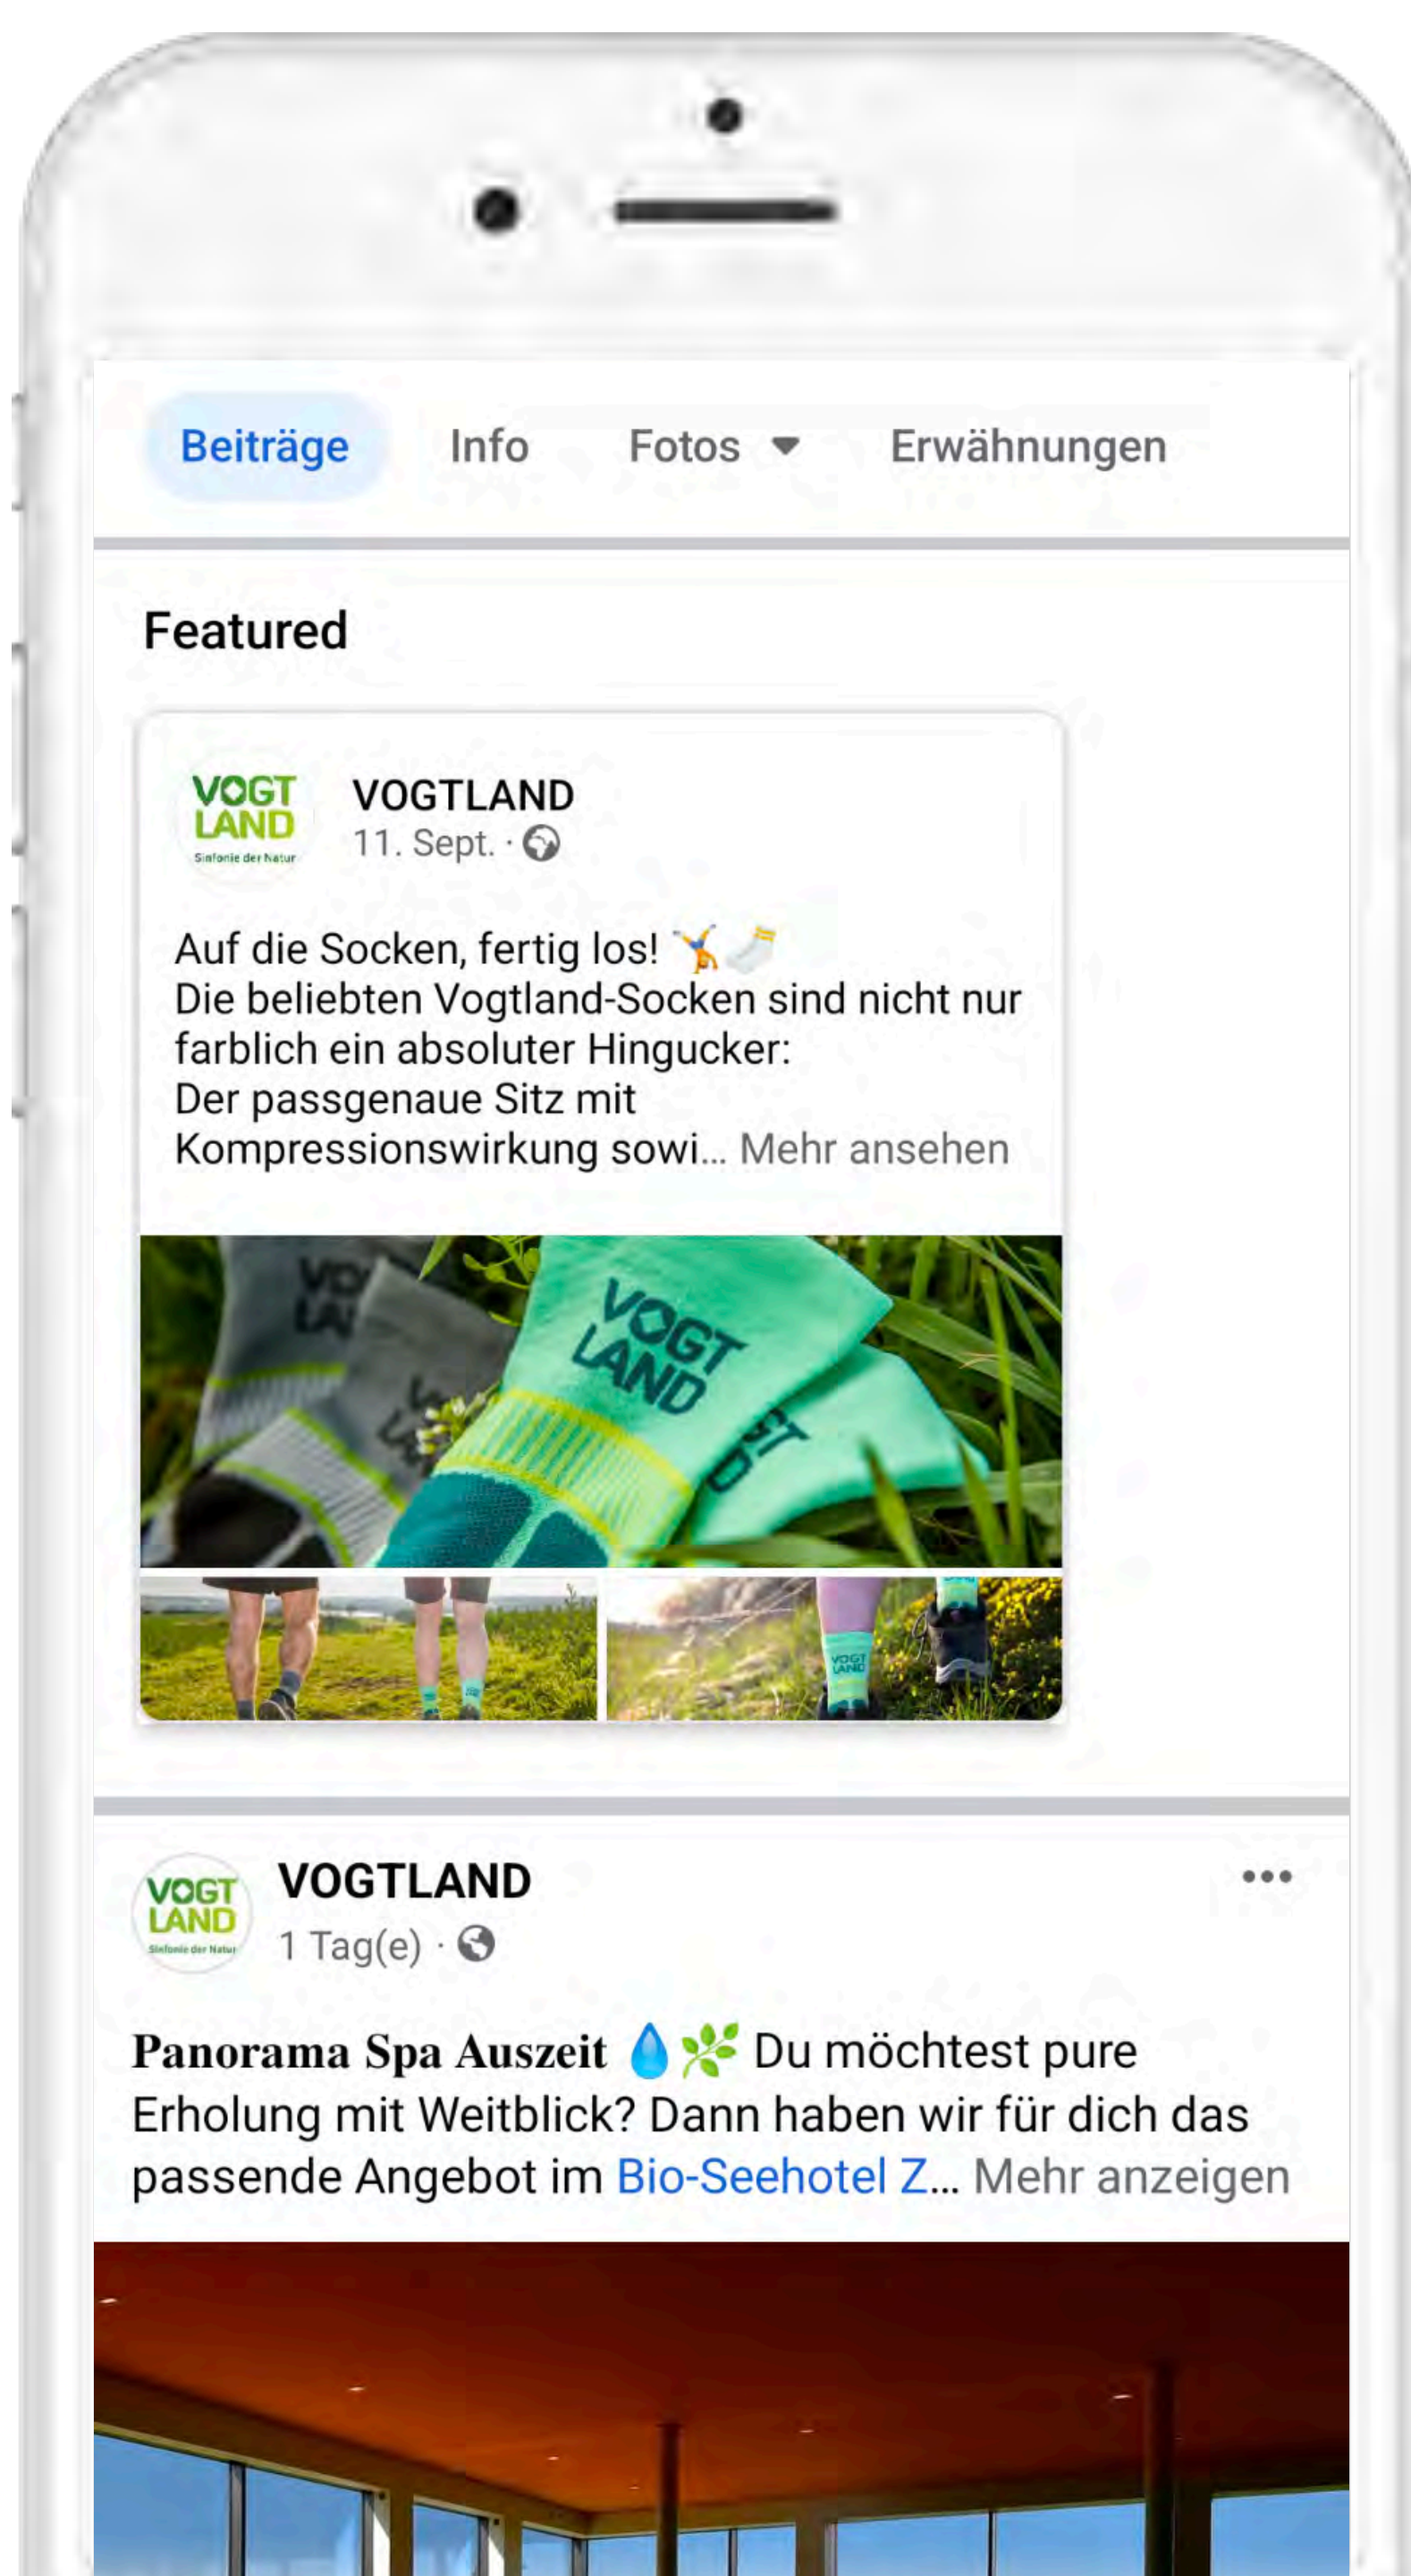 Beiträge Info Fotos Erwähnungen
Featured
VOGT
LAND
Sinfonie der Natur
VOGTLAND
11. Sept. ·
Auf die Socken, fertig los! 🤸🧦
Die beliebten Vogtland-Socken sind nicht nur
farblich ein absoluter Hingucker:
Der passgenaue Sitz mit
Kompressionswirkung sowi... Mehr ansehen
VOGT
LAND
VOGT
LAND
VOGT
LAND
Sinfonie der Natur
VOGTLAND
1 Tag(e) ·
Panorama Spa Auszeit 💧🌿 Du möchtest pure
Erholung mit Weitblick? Dann haben wir für dich das
passende Angebot im Bio-Seehotel Z... Mehr anzeigen